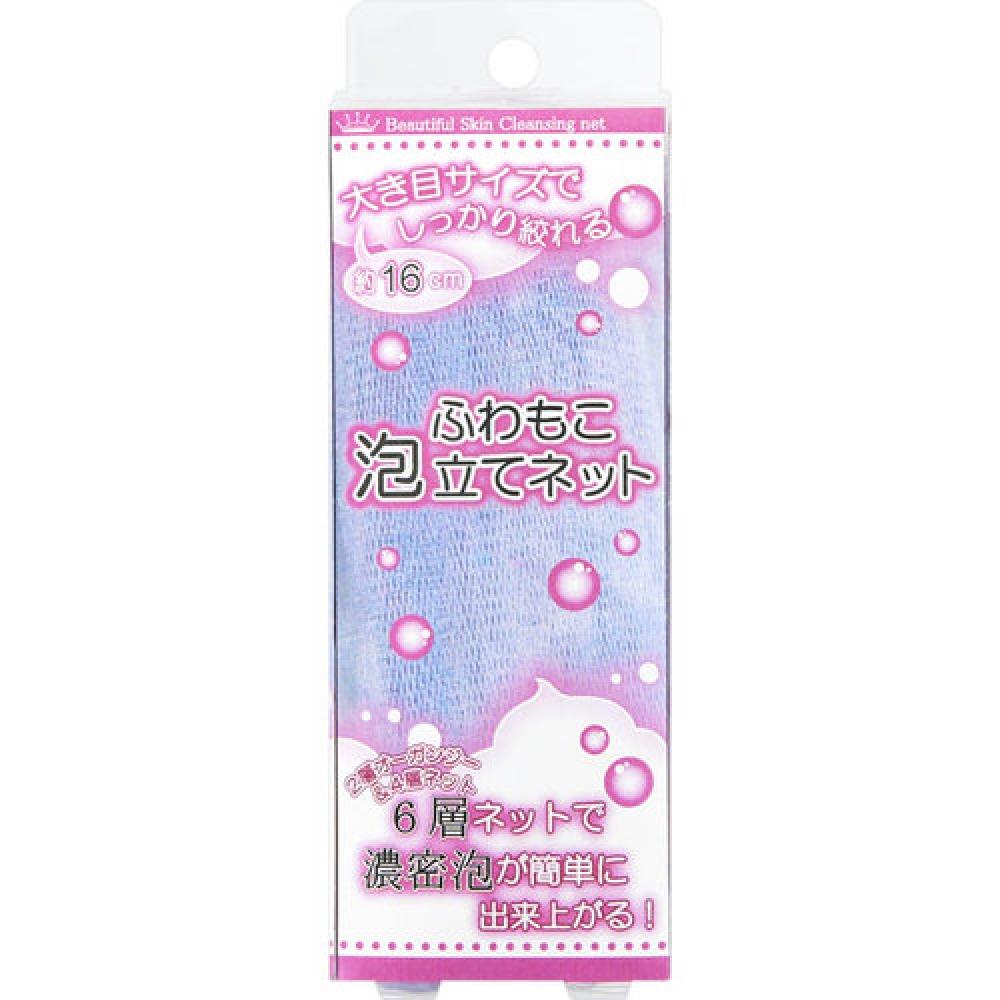 Beautiful Skin Cleansing net
大き目サイズで
しっかり絞れる
約16cm
ふわもこ
泡立てネット
2層オーガンジー
&4層ネット
6層ネットで
濃密泡が簡単に
出来上がる!